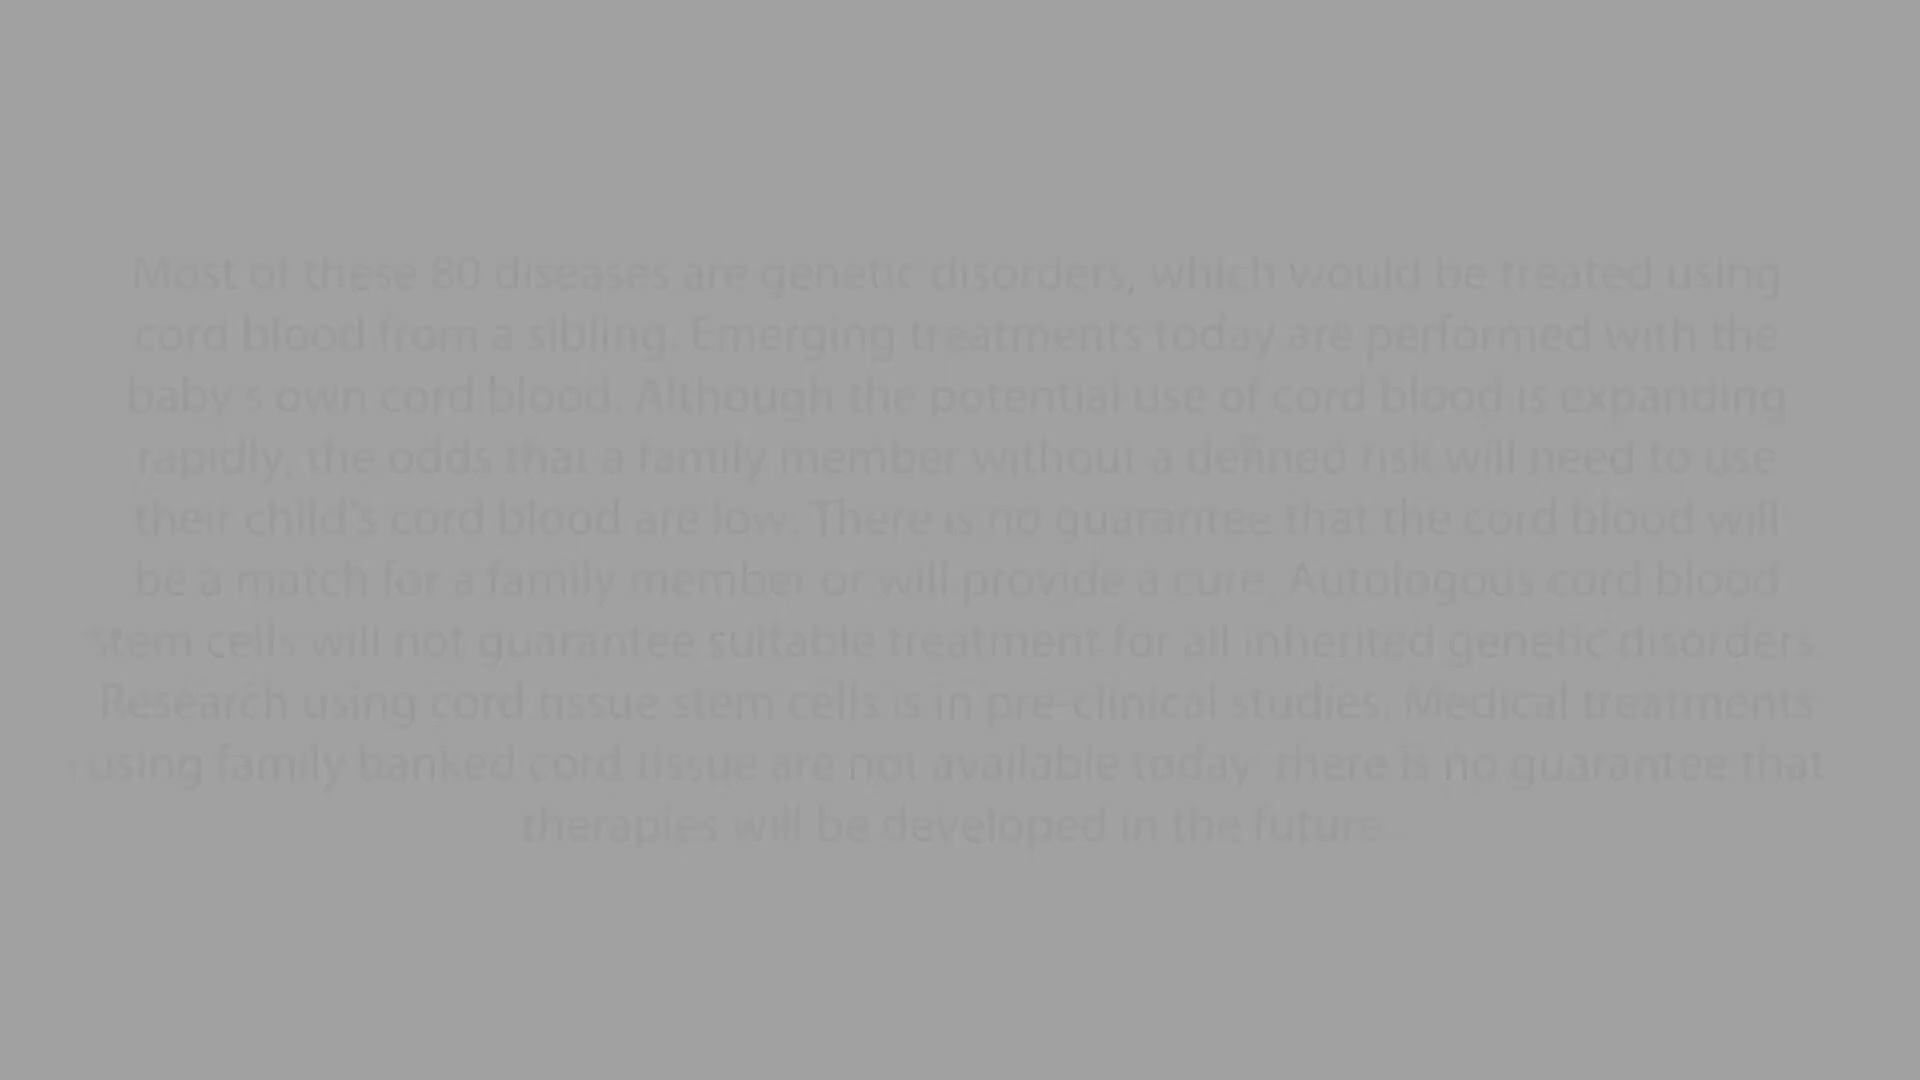 Most of these 80 diseases are genetic disorders, which would be treated using
cord blood from a sibling. Emerging treatments today are performed with the
baby's own cord blood. Although the potential use of cord blood is expanding
rapidly, the odds that a family member without a defined risk will need to use
their child's cord blood are low. There is no guarantee that the cord blood will
be a match for a family member or will provide a cure. Autologous cord blood
stem cells will not guarantee suitable treatment for all inherited genetic disorders.
Research using cord tissue stem cells is in pre-clinical studies. Medical treatments
using family banked cord tissue are not available today; there is no guarantee that
therapies will be developed in the future.